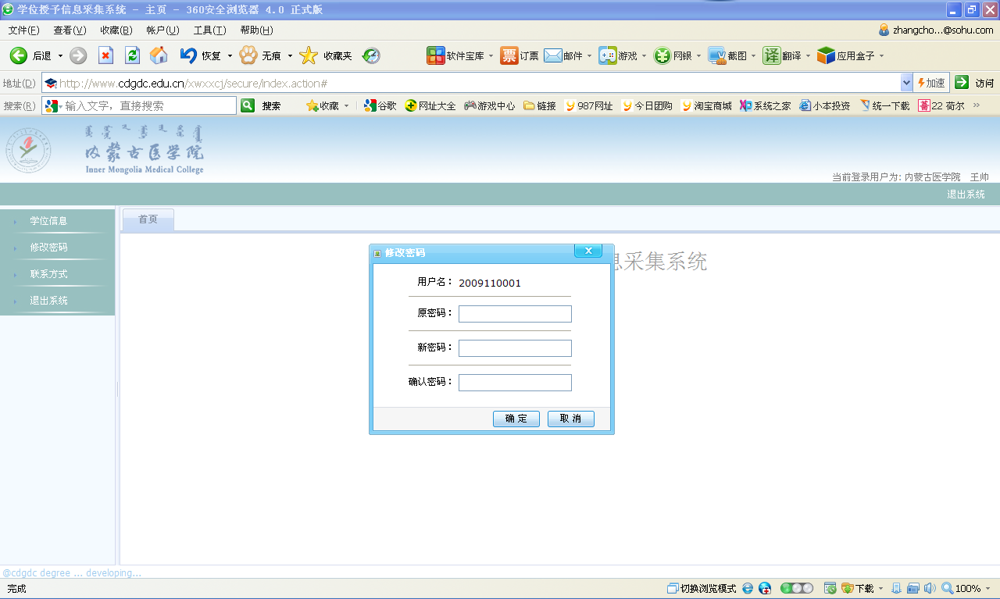 学位授予信息采集系统 - 主页 - 360安全浏览器 4.0 正式版
文件(F) 查看(V) 收藏(B) 帐户(U) 工具(T) 帮助(H) zhangcho...@sohu.com
后退 恢复 无痕 收藏夹 软件宝库 票 订票 邮件 游戏 网银 截图 译 翻译 应用盒子
地址(D) http://www.cdgdc.edu.cn/xwxxcj/secure/index.action# 加速 访问
搜索(R) 输入文字，直接搜索 搜索 收藏 谷歌 网址大全 游戏中心 链接 987网址 今日团购 淘宝商城 系统之家 小本投资 统一下载 蕃 22 荷尔 »
内蒙古医学院
Inner Mongolia Medical College
当前登录用户为: 内蒙古医学院 王帅
退出系统
学位信息
修改密码
联系方式
退出系统
首页
息采集系统
修改密码 X
用户名： 2009110001
原密码：
新密码：
确认密码：
确 定 取 消
@cdgdc degree ... developing...
完成 切换浏览模式 下载 100%